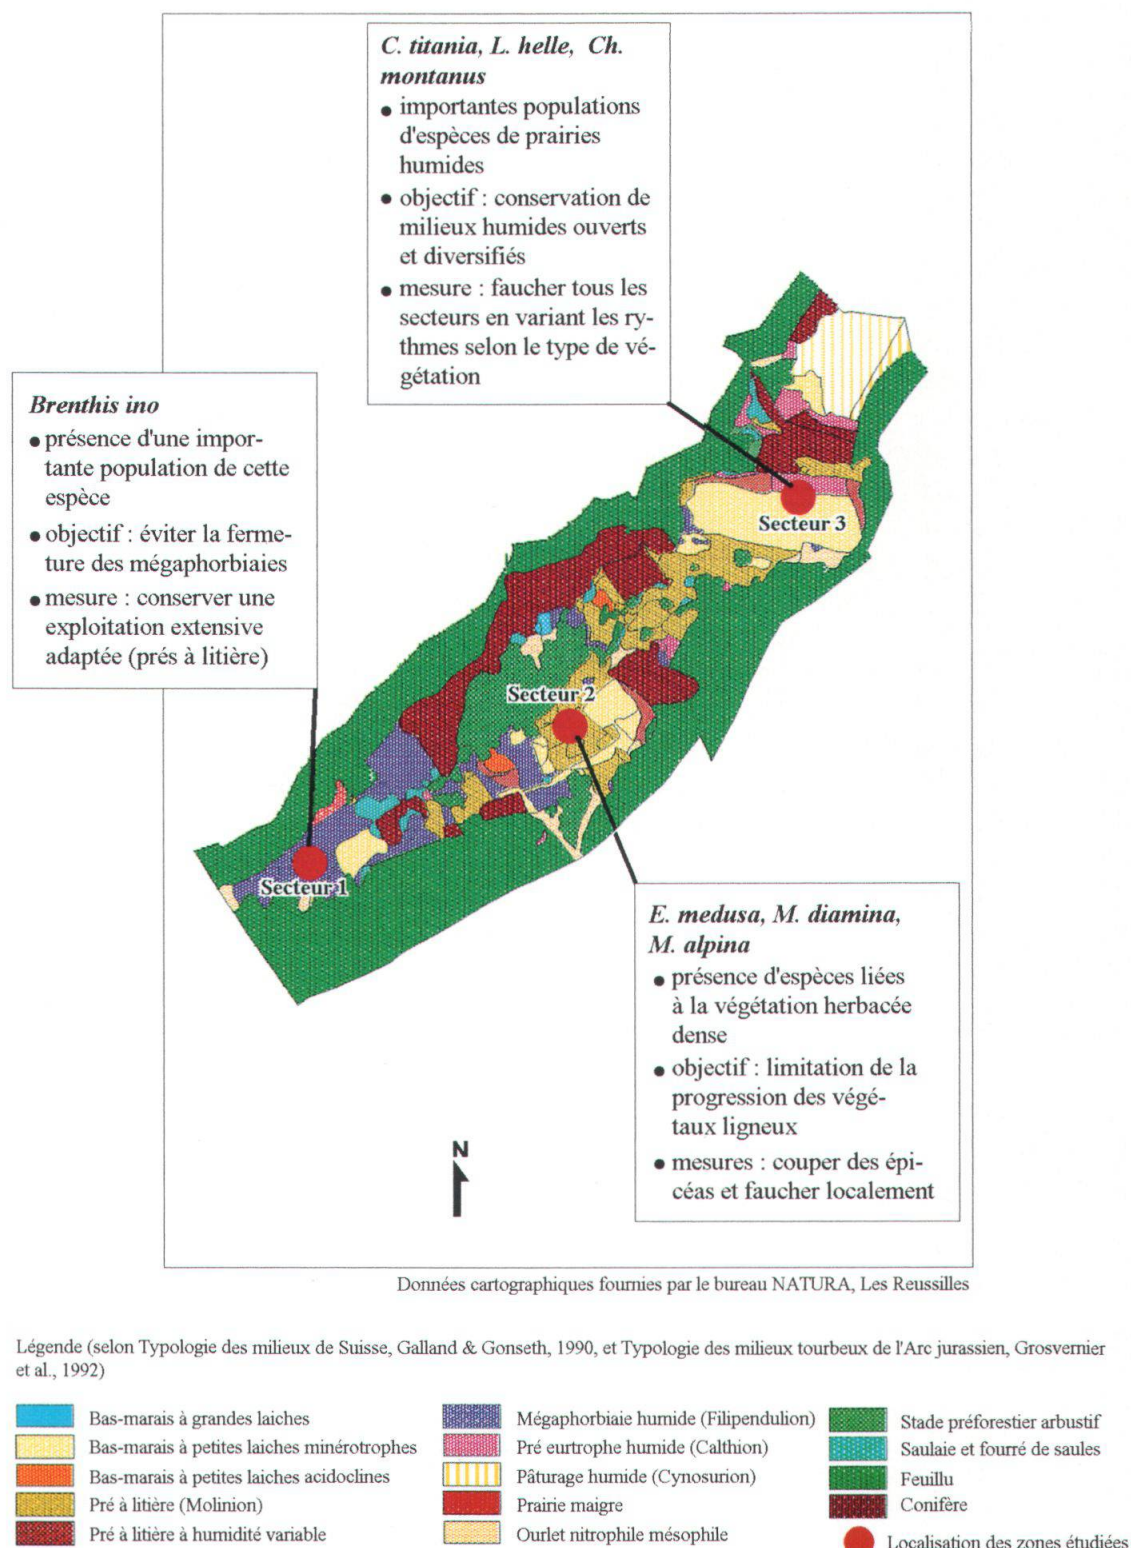 C. titania, L. helle, Ch.
montanus
● importantes populations
d'espèces de prairies
humides
● objectif : conservation de
milieux humides ouverts
et diversifiés
● mesure : faucher tous les
secteurs en variant les ry-
thmes selon le type de vé-
gétation
Brenthis ino
● présence d'une impor-
tante population de cette
espèce
● objectif : éviter la ferme-
ture des mégaphorbiaies
● mesure : conserver une
exploitation extensive
adaptée (prés à litière)
Secteur 3
Secteur 2
Secteur 1
E. medusa, M. diamina,
M. alpina
● présence d'espèces liées
à la végétation herbacée
dense
● objectif : limitation de la
progression des végé-
taux ligneux
● mesures : couper des épi-
céas et faucher localement
N
Données cartographiques fournies par le bureau NATURA, Les Reussilles
Légende (selon Typologie des milieux de Suisse, Galland & Gonseth, 1990, et Typologie des milieux tourbeux de l'Arc jurassien, Grosvernier
et al., 1992)
Bas-marais à grandes laiches
Bas-marais à petites laiches minérotrophes
Bas-marais à petites laiches acidoclines
Pré à litière (Molinion)
Pré à litière à humidité variable
Mégaphorbiaie humide (Filipendulion)
Pré eurtrophe humide (Calthion)
Pâturage humide (Cynosurion)
Prairie maigre
Ourlet nitrophile mésophile
Stade préforestier arbustif
Saulaie et fourré de saules
Feuillu
Conifère
Localisation des zones étudiées